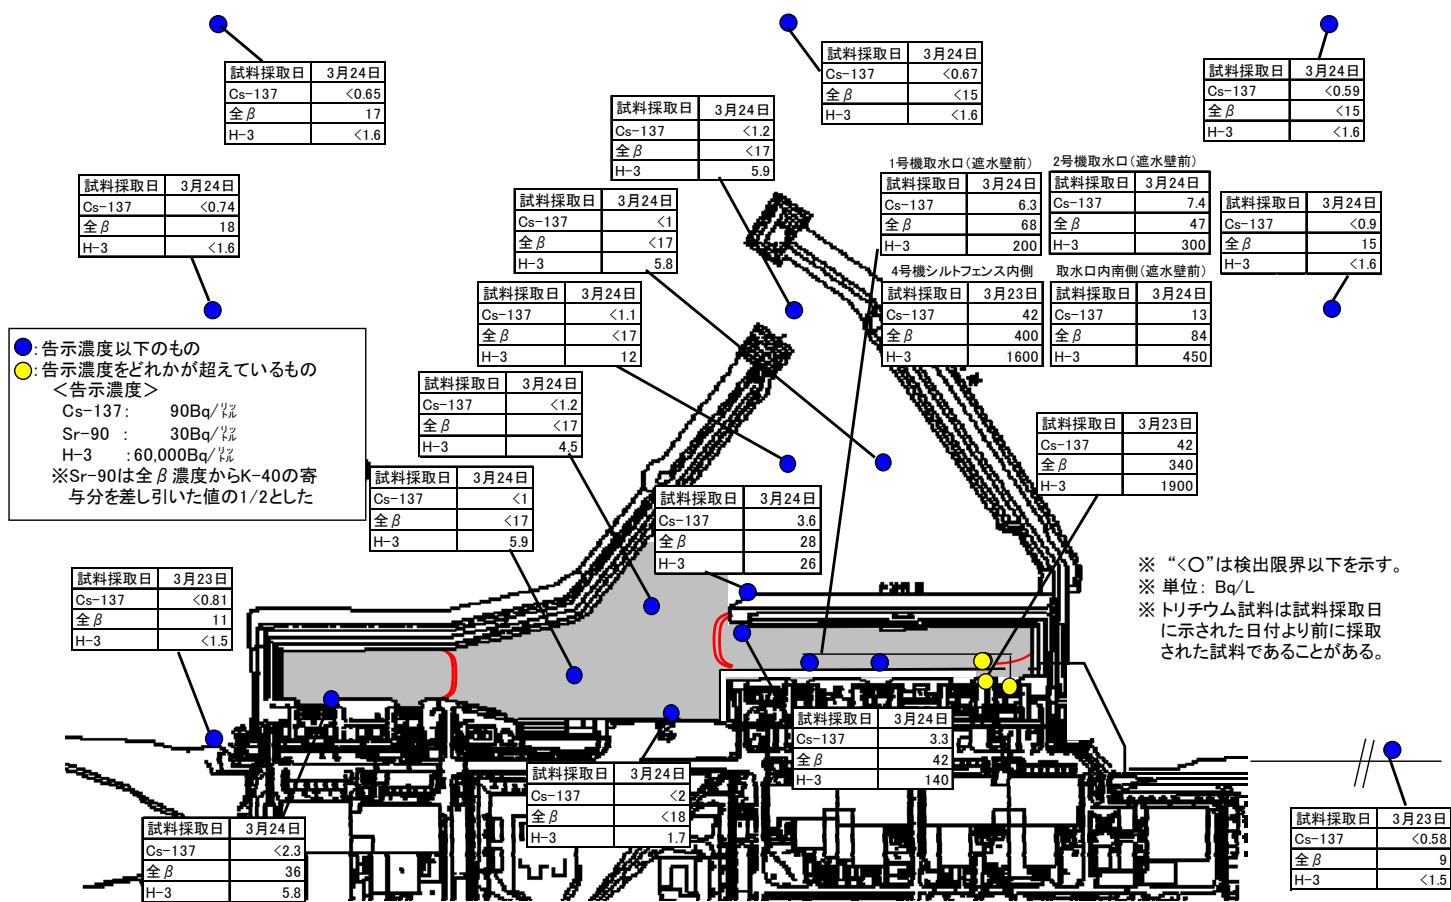 試料採取日 3月24日
Cs-137 <0.65
全β 17
H-3 <1.6
試料採取日 3月24日
Cs-137 <0.67
全β <15
H-3 <1.6
試料採取日 3月24日
Cs-137 <0.59
全β <15
H-3 <1.6
試料採取日 3月24日
Cs-137 <1.2
全β <17
H-3 5.9
試料採取日 3月24日
Cs-137 <0.74
全β 18
H-3 <1.6
試料採取日 3月24日
Cs-137 <1
全β <17
H-3 5.8
1号機取水口(遮水壁前)
試料採取日 3月24日
Cs-137 6.3
全β 68
H-3 200
2号機取水口(遮水壁前)
試料採取日 3月24日
Cs-137 7.4
全β 47
H-3 300
試料採取日 3月24日
Cs-137 <0.9
全β 15
H-3 <1.6
4号機シルトフェンス内側
試料採取日 3月23日
Cs-137 42
全β 400
H-3 1600
取水口内南側(遮水壁前)
試料採取日 3月24日
Cs-137 13
全β 84
H-3 450
試料採取日 3月24日
Cs-137 <1.1
全β <17
H-3 12
:告示濃度以下のもの
:告示濃度をどれかが超えているもの
<告示濃度>
Cs-137: 90Bq/㍑
Sr-90 : 30Bq/㍑
H-3 :60,000Bq/㍑
※Sr-90は全β濃度からK-40の寄
与分を差し引いた値の1/2とした
試料採取日 3月24日
Cs-137 <1.2
全β <17
H-3 4.5
試料採取日 3月23日
Cs-137 42
全β 340
H-3 1900
試料採取日 3月24日
Cs-137 <1
全β <17
H-3 5.9
試料採取日 3月24日
Cs-137 3.6
全β 28
H-3 26
※ “<○”は検出限界以下を示す。
※ 単位: Bq/L
※ トリチウム試料は試料採取日
に示された日付より前に採取
された試料であることがある。
試料採取日 3月23日
Cs-137 <0.81
全β 11
H-3 <1.5
試料採取日 3月24日
Cs-137 3.3
全β 42
H-3 140
試料採取日 3月24日
Cs-137 <2
全β <18
H-3 1.7
試料採取日 3月24日
Cs-137 <2.3
全β 36
H-3 5.8
試料採取日 3月23日
Cs-137 <0.58
全β 9
H-3 <1.5